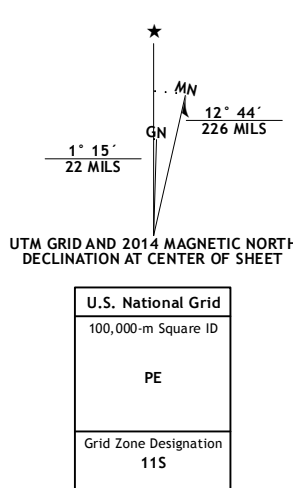 ★
MN
12° 44´
226 MILS
GN
1° 15´
22 MILS
UTM GRID AND 2014 MAGNETIC NORTH
DECLINATION AT CENTER OF SHEET
U.S. National Grid
100,000-m Square ID
PE
Grid Zone Designation
11S